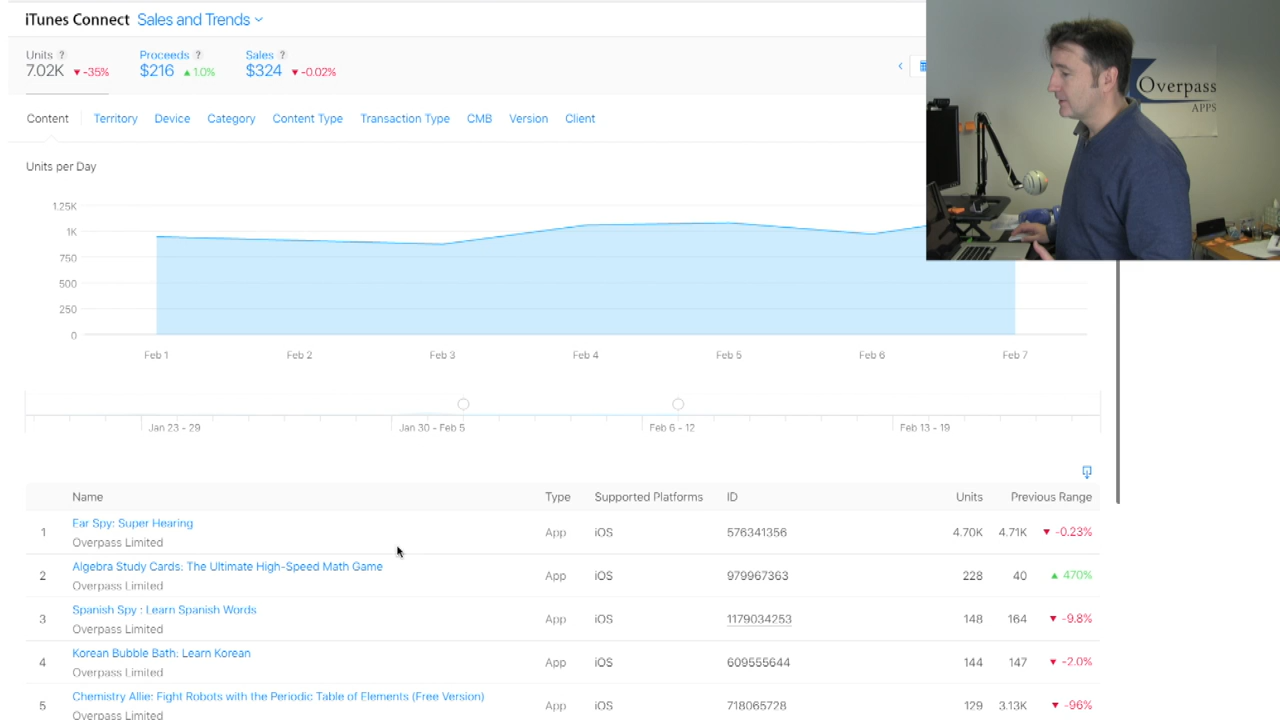 iTunes Connect Sales and Trends
Units ? Proceeds ? Sales ?
7.02K ▼-35% $216 ▲1.0% $324 ▼-0.02%
Overpass
APPS
Content Territory Device Category Content Type Transaction Type CMB Version Client
Units per Day
1.25K
1K
750
500
250
0
Feb 1 Feb 2 Feb 3 Feb 4 Feb 5 Feb 6 Feb 7
Jan 23 - 29 Jan 30 - Feb 5 Feb 6 - 12 Feb 13 - 19
Name Type Supported Platforms ID Units Previous Range
1 Ear Spy: Super Hearing App iOS 576341356 4.70K 4.71K ▼ -0.23%
Overpass Limited
2 Algebra Study Cards: The Ultimate High-Speed Math Game App iOS 979967363 228 40 ▲ 470%
Overpass Limited
3 Spanish Spy : Learn Spanish Words App iOS 1179034253 148 164 ▼ -9.8%
Overpass Limited
4 Korean Bubble Bath: Learn Korean App iOS 609555644 144 147 ▼ -2.0%
Overpass Limited
5 Chemistry Allie: Fight Robots with the Periodic Table of Elements (Free Version) App iOS 718065728 129 3.13K ▼ -96%
Overpass Limited